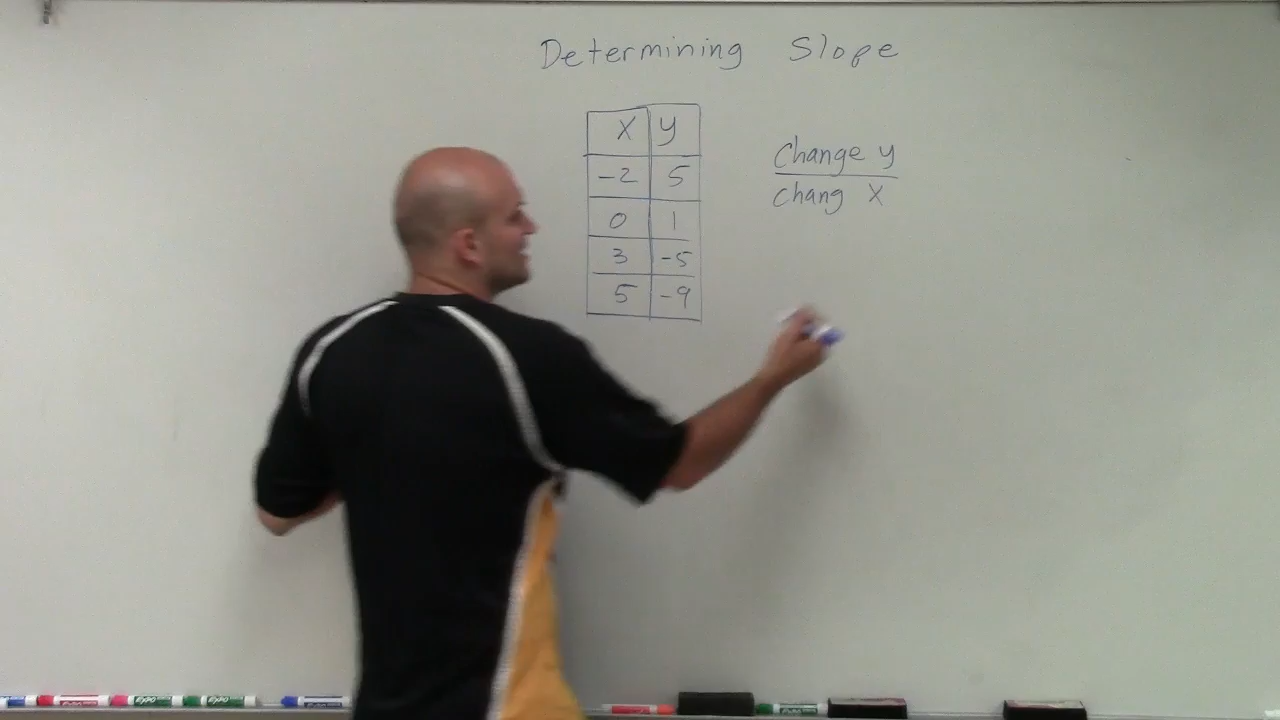 Determining Slope
x y
-2 5
0 1
3 -5
5 -9
Change y
Chang x